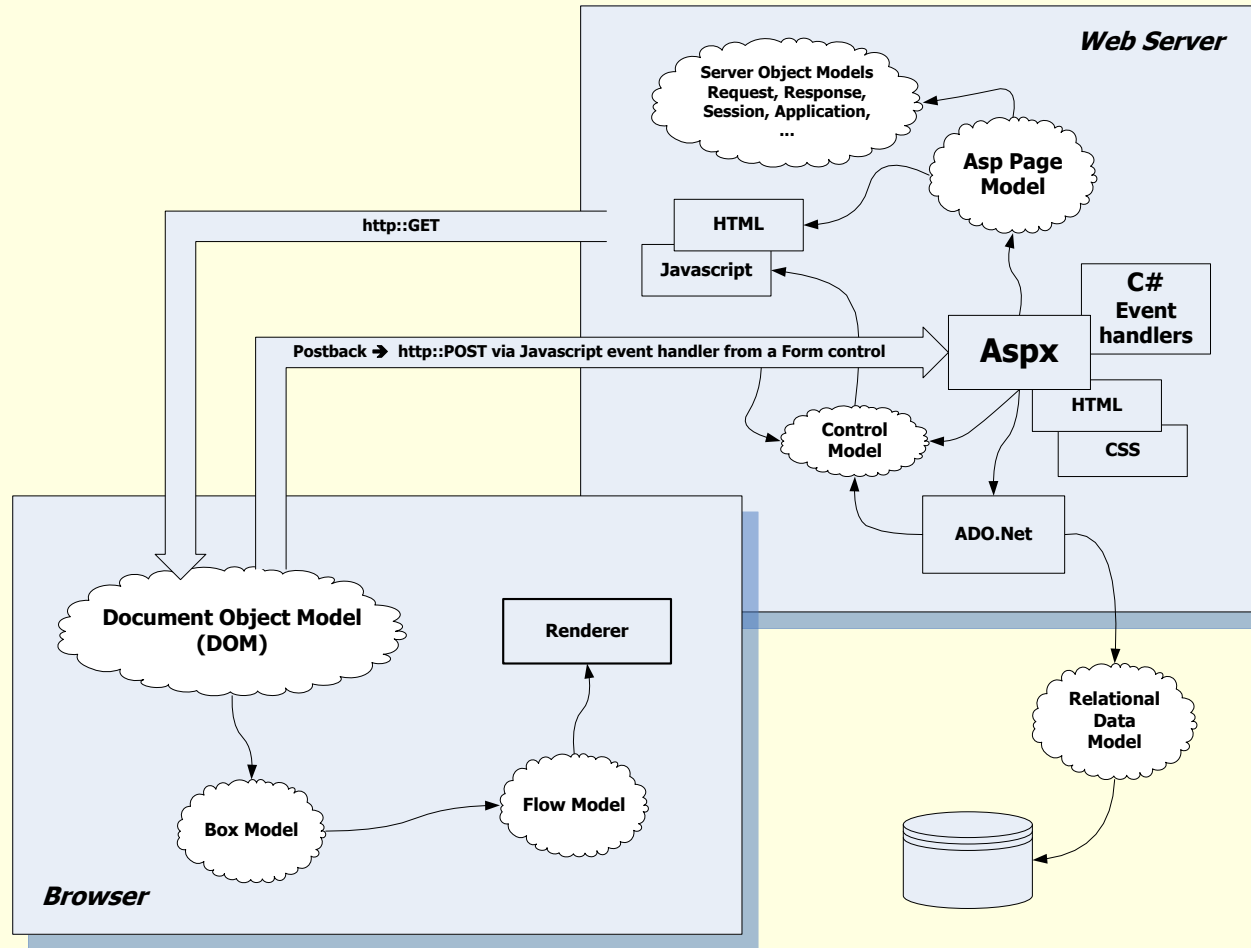 Web Server
Server Object Models
Request, Response,
Session, Application,
...
Asp Page
Model
http::GET
HTML
Javascript
C#
Event
handlers
Postback ➔ http::POST via Javascript event handler from a Form control
Aspx
HTML
CSS
Control
Model
ADO.Net
Document Object Model
(DOM)
Renderer
Relational
Data
Model
Flow Model
Box Model
Browser